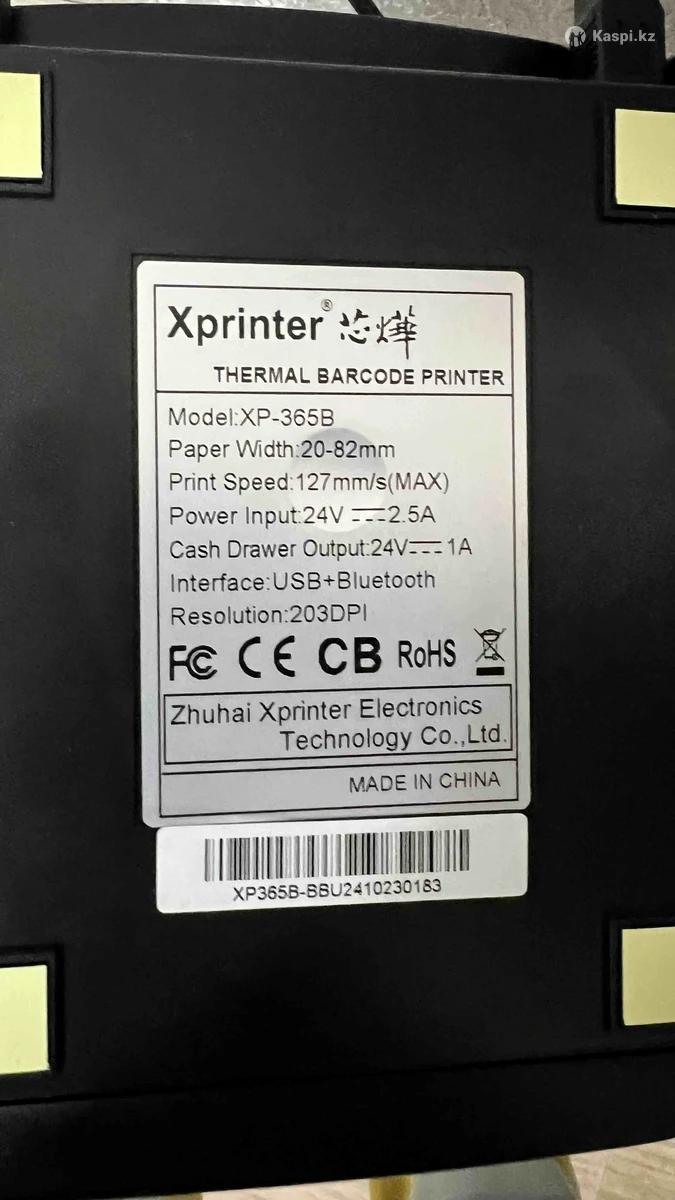 Kaspi.kz
Xprinter® 芯烨
THERMAL BARCODE PRINTER
Model:XP-365B
Paper Width:20-82mm
Print Speed:127mm/s(MAX)
Power Input:24V ⎓2.5A
Cash Drawer Output:24V⎓1A
Interface:USB+Bluetooth
Resolution:203DPI
FC CE CB RoHS
Zhuhai Xprinter Electronics
Technology Co.,Ltd.
MADE IN CHINA
XP365B-BBU2410230183